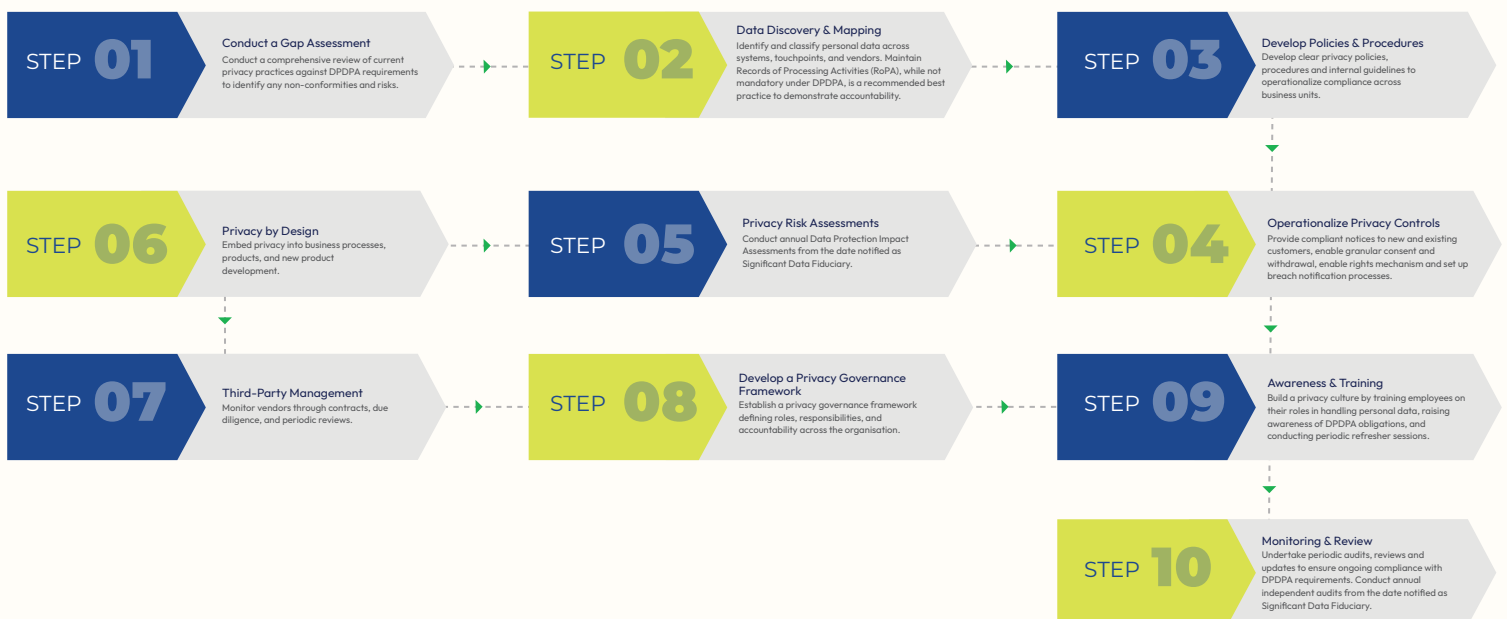 STEP 01
Conduct a Gap Assessment
Conduct a comprehensive review of current
privacy practices against DPDPA requirements
to identify any non-conformities and risks.
STEP 02
Data Discovery & Mapping
Identify and classify personal data across
systems, touchpoints, and vendors. Maintain
Records of Processing Activities (RoPA), while not
mandatory under DPDPA, is a recommended best
practice to demonstrate accountability.
STEP 03
Develop Policies & Procedures
Develop clear privacy policies,
procedures and internal guidelines to
operationalize compliance across
business units.
STEP 06
Privacy by Design
Embed privacy into business processes,
products, and new product
development.
STEP 05
Privacy Risk Assessments
Conduct annual Data Protection Impact
Assessments from the date notified as
Significant Data Fiduciary.
STEP 04
Operationalize Privacy Controls
Provide compliant notices to new and existing
customers, enable granular consent and
withdrawal, enable rights mechanism and set up
breach notification processes.
STEP 07
Third-Party Management
Monitor vendors through contracts, due
diligence, and periodic reviews.
STEP 08
Develop a Privacy Governance
Framework
Establish a privacy governance framework
defining roles, responsibilities, and
accountability across the organisation.
STEP 09
Awareness & Training
Build a privacy culture by training employees on
their roles in handling personal data, raising
awareness of DPDPA obligations, and
conducting periodic refresher sessions.
STEP 10
Monitoring & Review
Undertake periodic audits, reviews and
updates to ensure ongoing compliance with
DPDPA requirements. Conduct annual
independent audits from the date notified as
Significant Data Fiduciary.